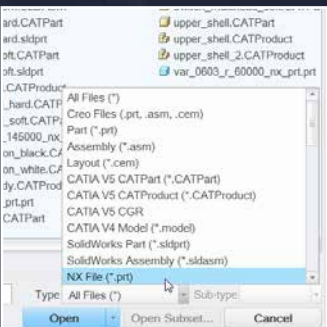 ard.CATPart
ard.sldprt
oft.CATPart
oft.sldprt
.CATProduct
_hard.CATP
_soft.CATPa
_145000_nx_
on_black.CA
on_white.CA
dy.CATProd
_prt.prt
CATPart
upper_shell.CATPart
upper_shell.CATProduct
upper_shell_2.CATProduct
var_0603_r_60000_nx_prt.prt
All Files (*)
Creo Files (.prt, .asm, .cem)
Part (*.prt)
Assembly (*.asm)
Layout (*.cem)
CATIA V5 CATPart (*.CATPart)
CATIA V5 CATProduct (*.CATProduct)
CATIA V5 CGR
CATIA V4 Model (*.model)
SolidWorks Part (*.sldprt)
SolidWorks Assembly (*.sldasm)
NX File (*.prt)
Type All Files (*) Sub-type
Open Open Subset... Cancel